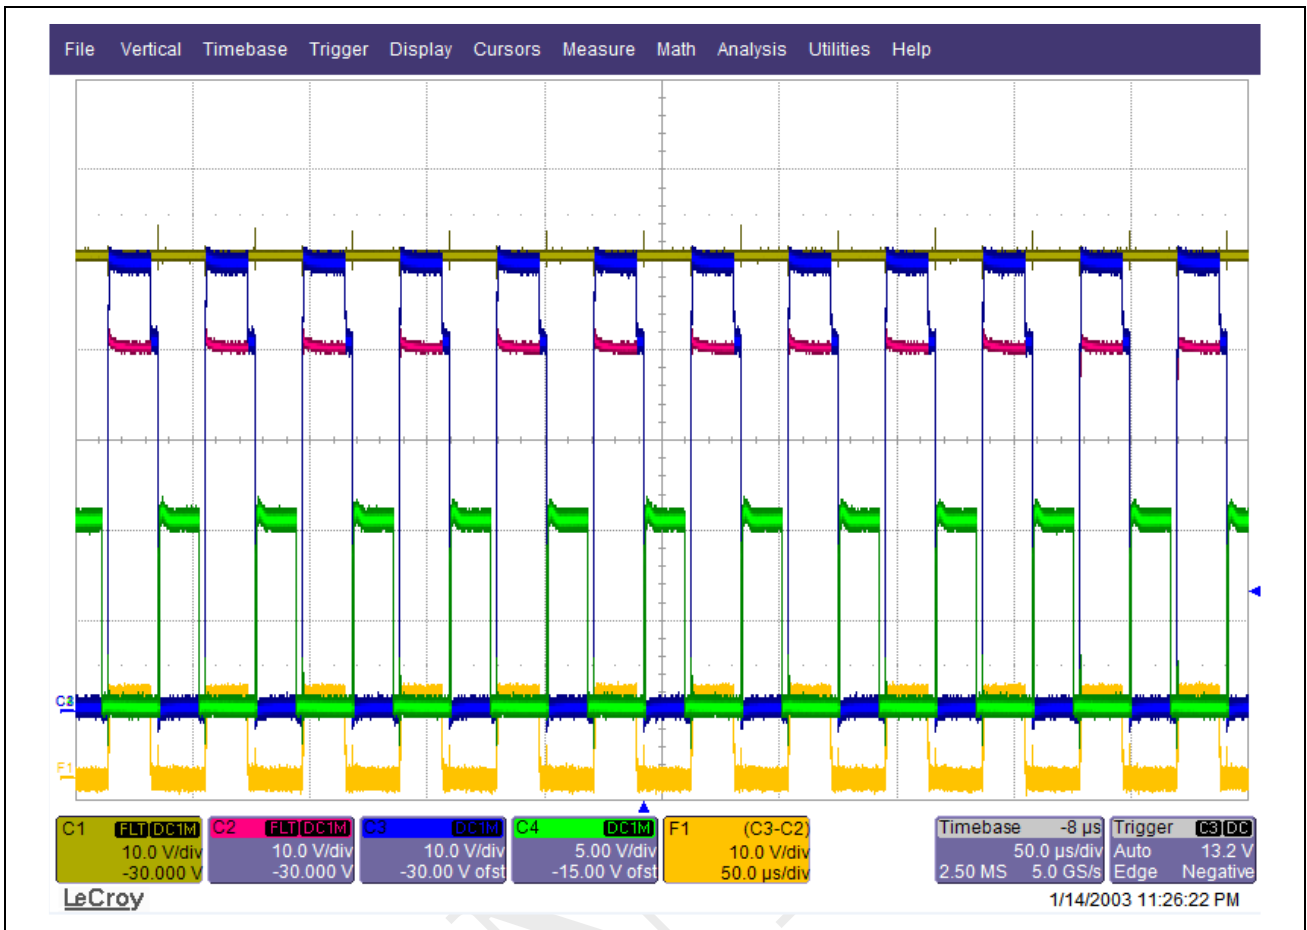 File Vertical Timebase Trigger Display Cursors Measure Math Analysis Utilities Help
F1
C1 FLT DC1M
10.0 V/div
-30.000 V
C2 FLT DC1M
10.0 V/div
-30.000 V
C3 DC1M
10.0 V/div
-30.00 V ofst
C4 DC1M
5.00 V/div
-15.00 V ofst
F1 (C3-C2)
10.0 V/div
50.0 µs/div
Timebase -8 µs
50.0 µs/div
2.50 MS 5.0 GS/s
Trigger C3 DC
Auto 13.2 V
Edge Negative
LeCroy
1/14/2003 11:26:22 PM